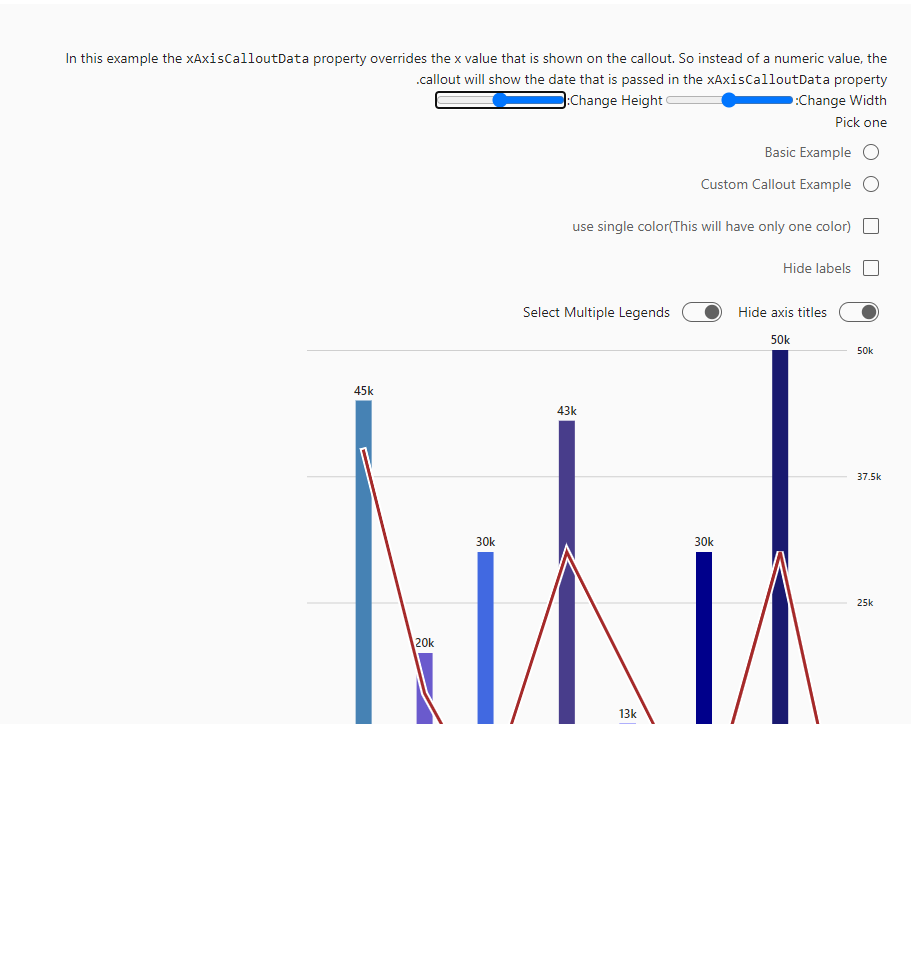 In this example the xAxisCalloutData property overrides the x value that is shown on the callout. So instead of a numeric value, the
.callout will show the date that is passed in the xAxisCalloutData property
:Change Height :Change Width
Pick one
Basic Example
Custom Callout Example
use single color(This will have only one color)
Hide labels
Select Multiple Legends Hide axis titles
50k
50k
45k
43k
37.5k
30k
30k
25k
20k
13k